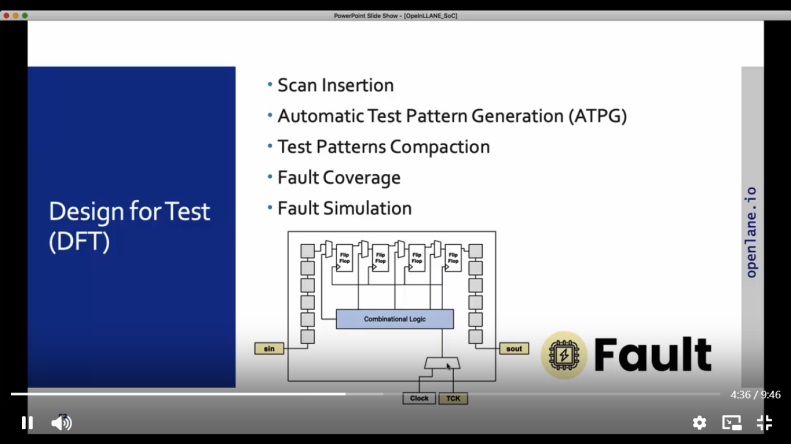 PowerPoint Slide Show - [OpeInLLANE_SoC]
Design for Test
(DFT)
• Scan Insertion
• Automatic Test Pattern Generation (ATPG)
• Test Patterns Compaction
• Fault Coverage
• Fault Simulation
Flip
Flop
Flip
Flop
Flip
Flop
Flip
Flop
Combinational Logic
sin
sout
Clock
TCK
Fault
openlane.io
4:36 / 9:46